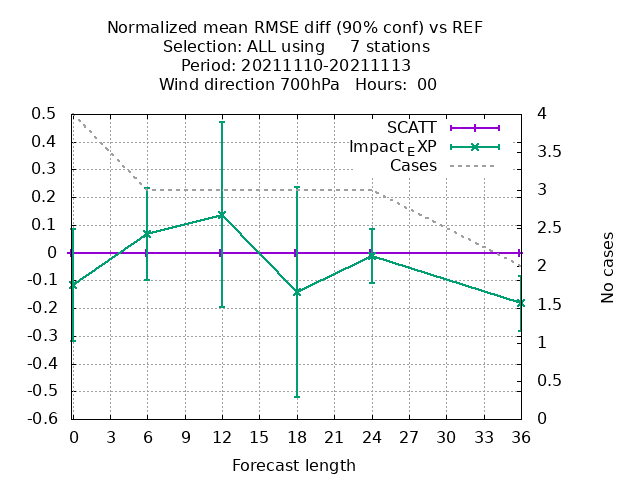 Normalized mean RMSE diff (90% conf) vs REF
Selection: ALL using     7 stations
Period: 20211110-20211113
Wind direction 700hPa   Hours:  00
SCATT
Impact_EXP
Cases
0.5
0.4
0.3
0.2
0.1
0
-0.1
-0.2
-0.3
-0.4
-0.5
-0.6
4
3.5
3
2.5
2
1.5
1
0.5
0
No cases
0 3 6 9 12 15 18 21 24 27 30 33 36
Forecast length